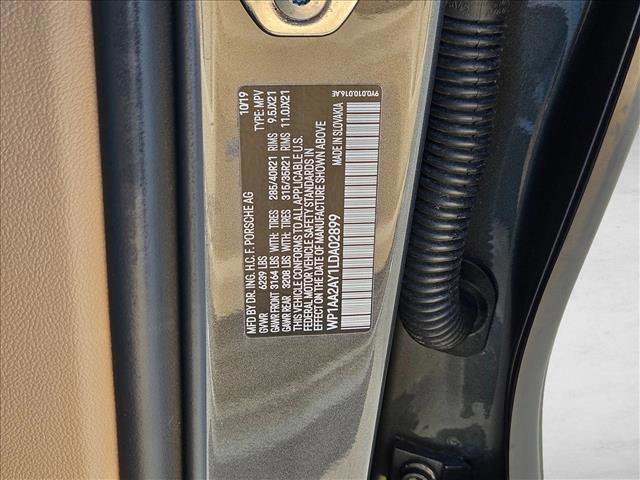 MFD BY DR. ING. H.C. F. PORSCHE AG 10/19
GVWR 6239 LBS TYPE: MPV
GAWR FRONT 3164 LBS WITH: TIRES 285/40R21 RIMS 9.5JX21
GAWR REAR 3208 LBS WITH: TIRES 315/35R21 RIMS 11.0JX21
THIS VEHICLE CONFORMS TO ALL APPLICABLE U.S.
FEDERAL MOTOR VEHICLE SAFETY STANDARDS IN
EFFECT ON THE DATE OF MANUFACTURE SHOWN ABOVE
WP1AA2AY1LDA02899 MADE IN SLOVAKIA
9Y0.010.016.AE